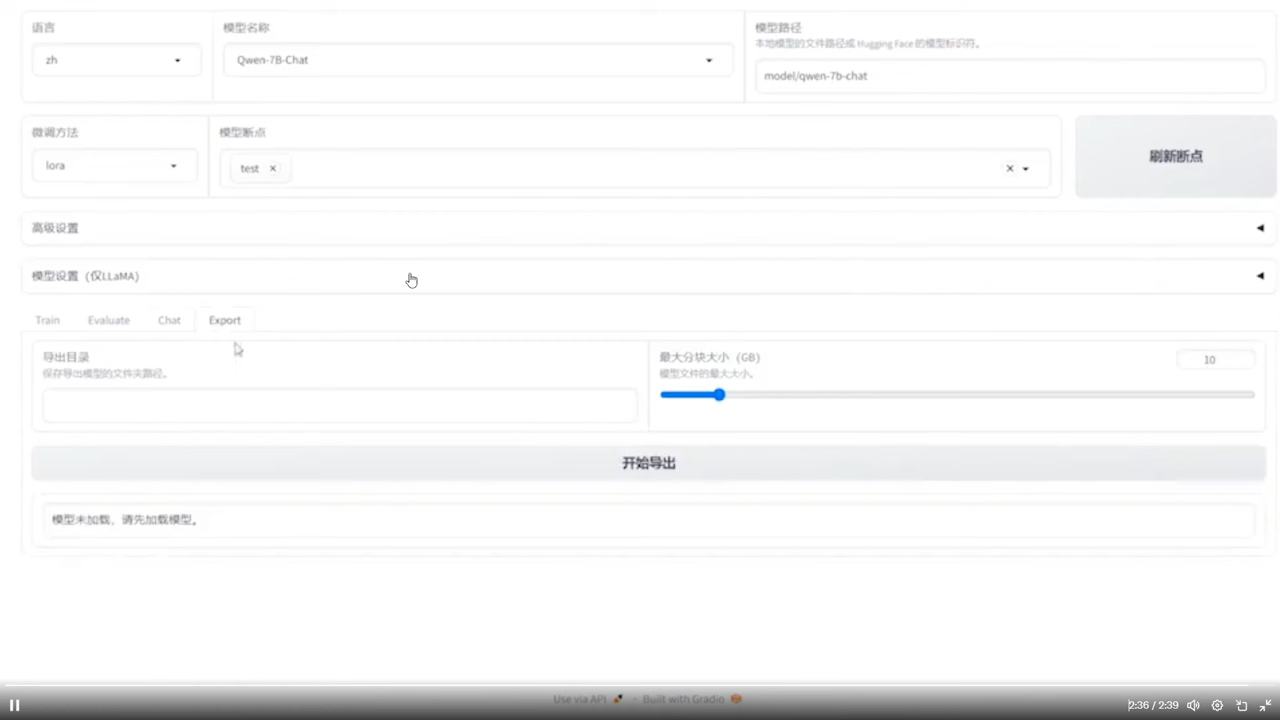 语言
zh
模型名称
Qwen-7B-Chat
模型路径
本地模型的文件路径或 Hugging Face 的模型标识符。
model/qwen-7b-chat
微调方法
lora
模型断点
test ×
×
刷新断点
高级设置
模型设置（仅LLaMA）
Train Evaluate Chat Export
导出目录
保存导出模型的文件夹路径。
最大分块大小（GB）
模型文件的最大大小。
10
开始导出
模型未加载，请先加载模型。
Use via API · Built with Gradio
2:36 / 2:39